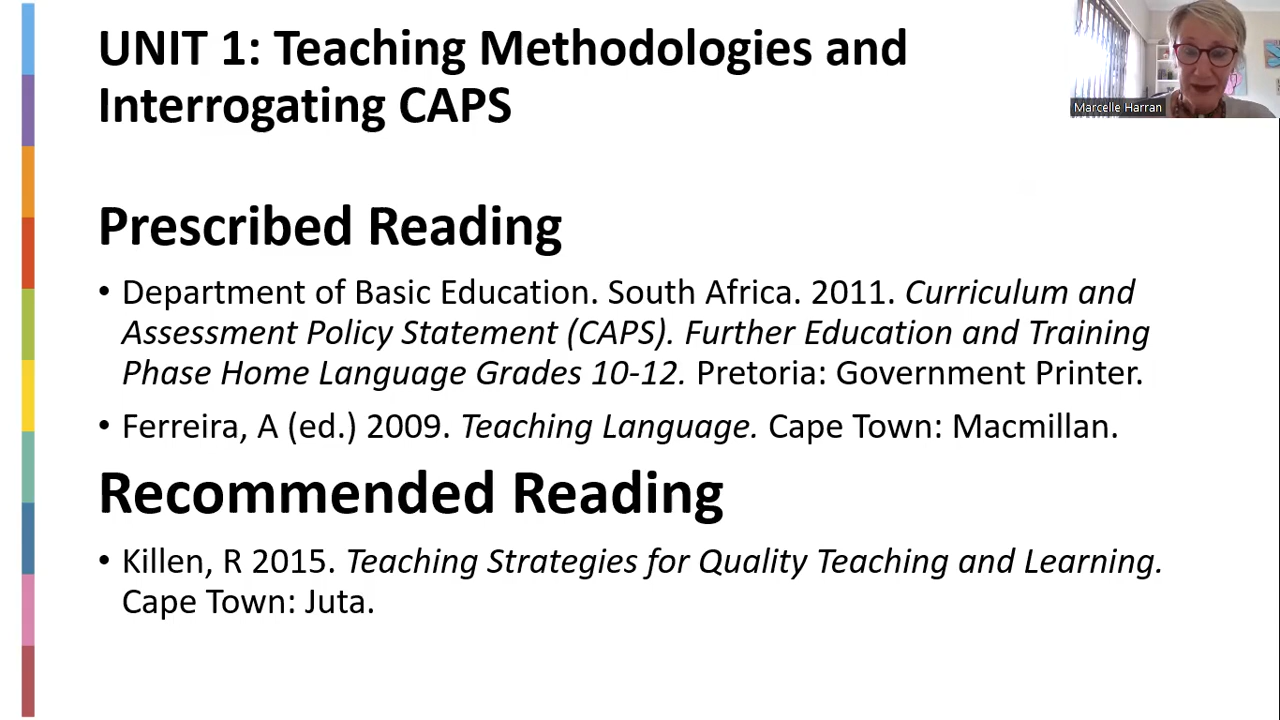 UNIT 1: Teaching Methodologies and
Interrogating CAPS
Marcelle Harran
Prescribed Reading
• Department of Basic Education. South Africa. 2011. Curriculum and
Assessment Policy Statement (CAPS). Further Education and Training
Phase Home Language Grades 10-12. Pretoria: Government Printer.
• Ferreira, A (ed.) 2009. Teaching Language. Cape Town: Macmillan.
Recommended Reading
• Killen, R 2015. Teaching Strategies for Quality Teaching and Learning.
Cape Town: Juta.